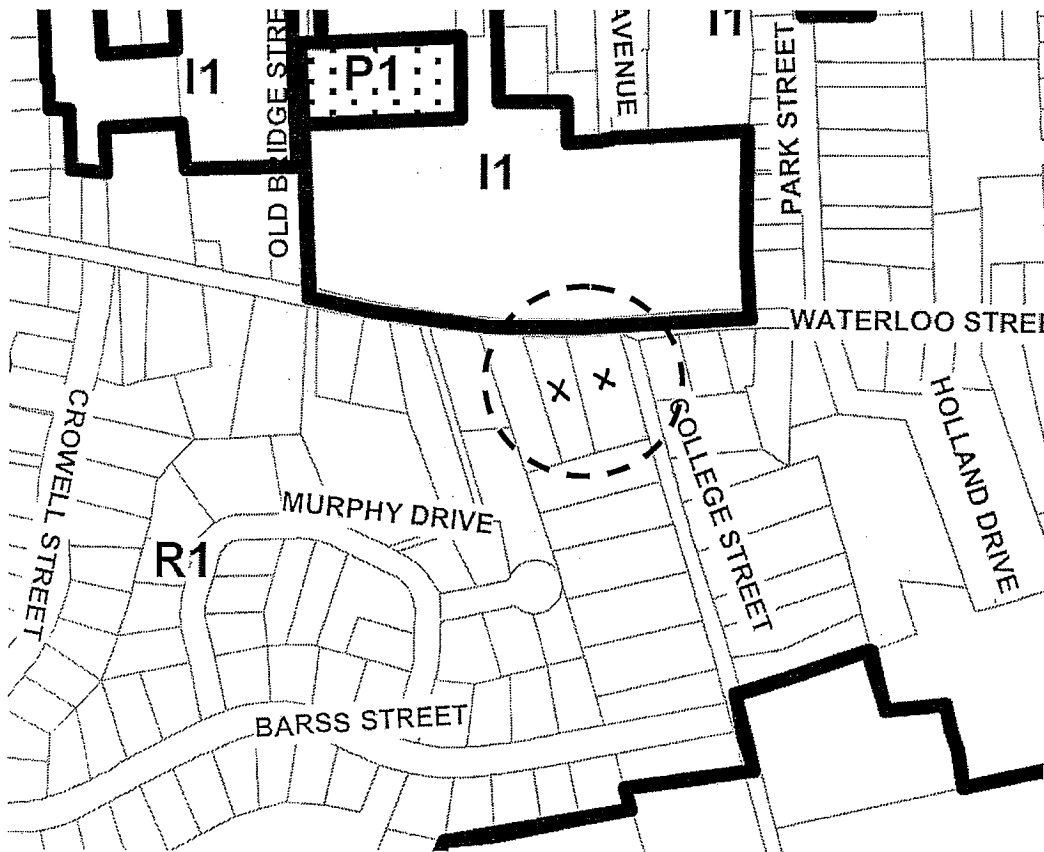 I1
I1
P1
OLD BRIDGE STRE
AVENUE
PARK STREET
I1
WATERLOO STREE
X X
CROWELL STREET
COLLEGE STREET
HOLLAND DRIVE
MURPHY DRIVE
R1
BARSS STREET